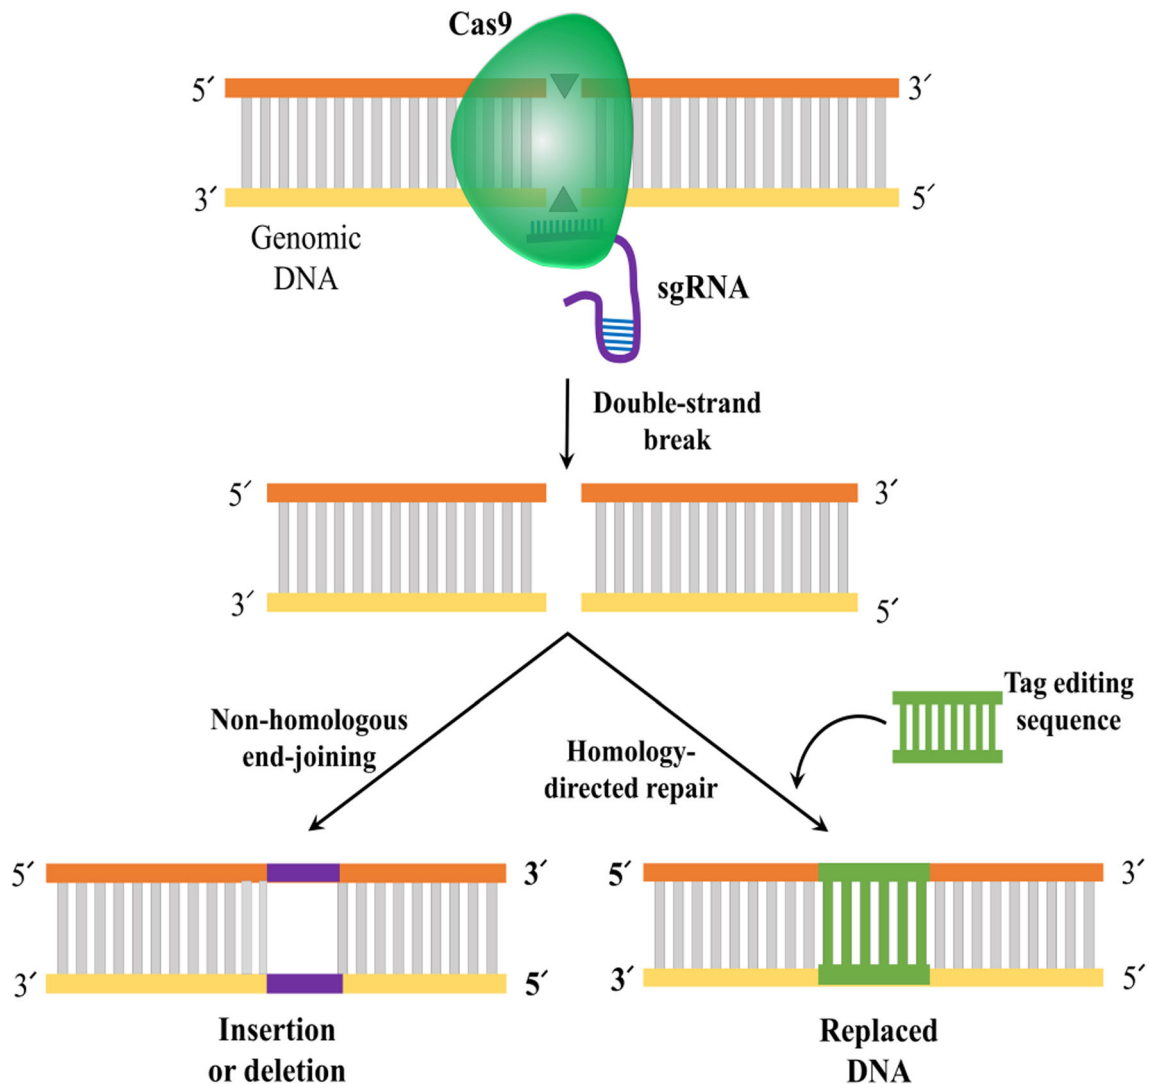 Cas9
5′ 3′
3′ 5′
Genomic
DNA
sgRNA
Double-strand
break
5′ 3′
3′ 5′
Non-homologous
end-joining
Homology-
directed repair
Tag editing
sequence
5′ 3′
3′ 5′
Insertion
or deletion
5′ 3′
3′ 5′
Replaced
DNA